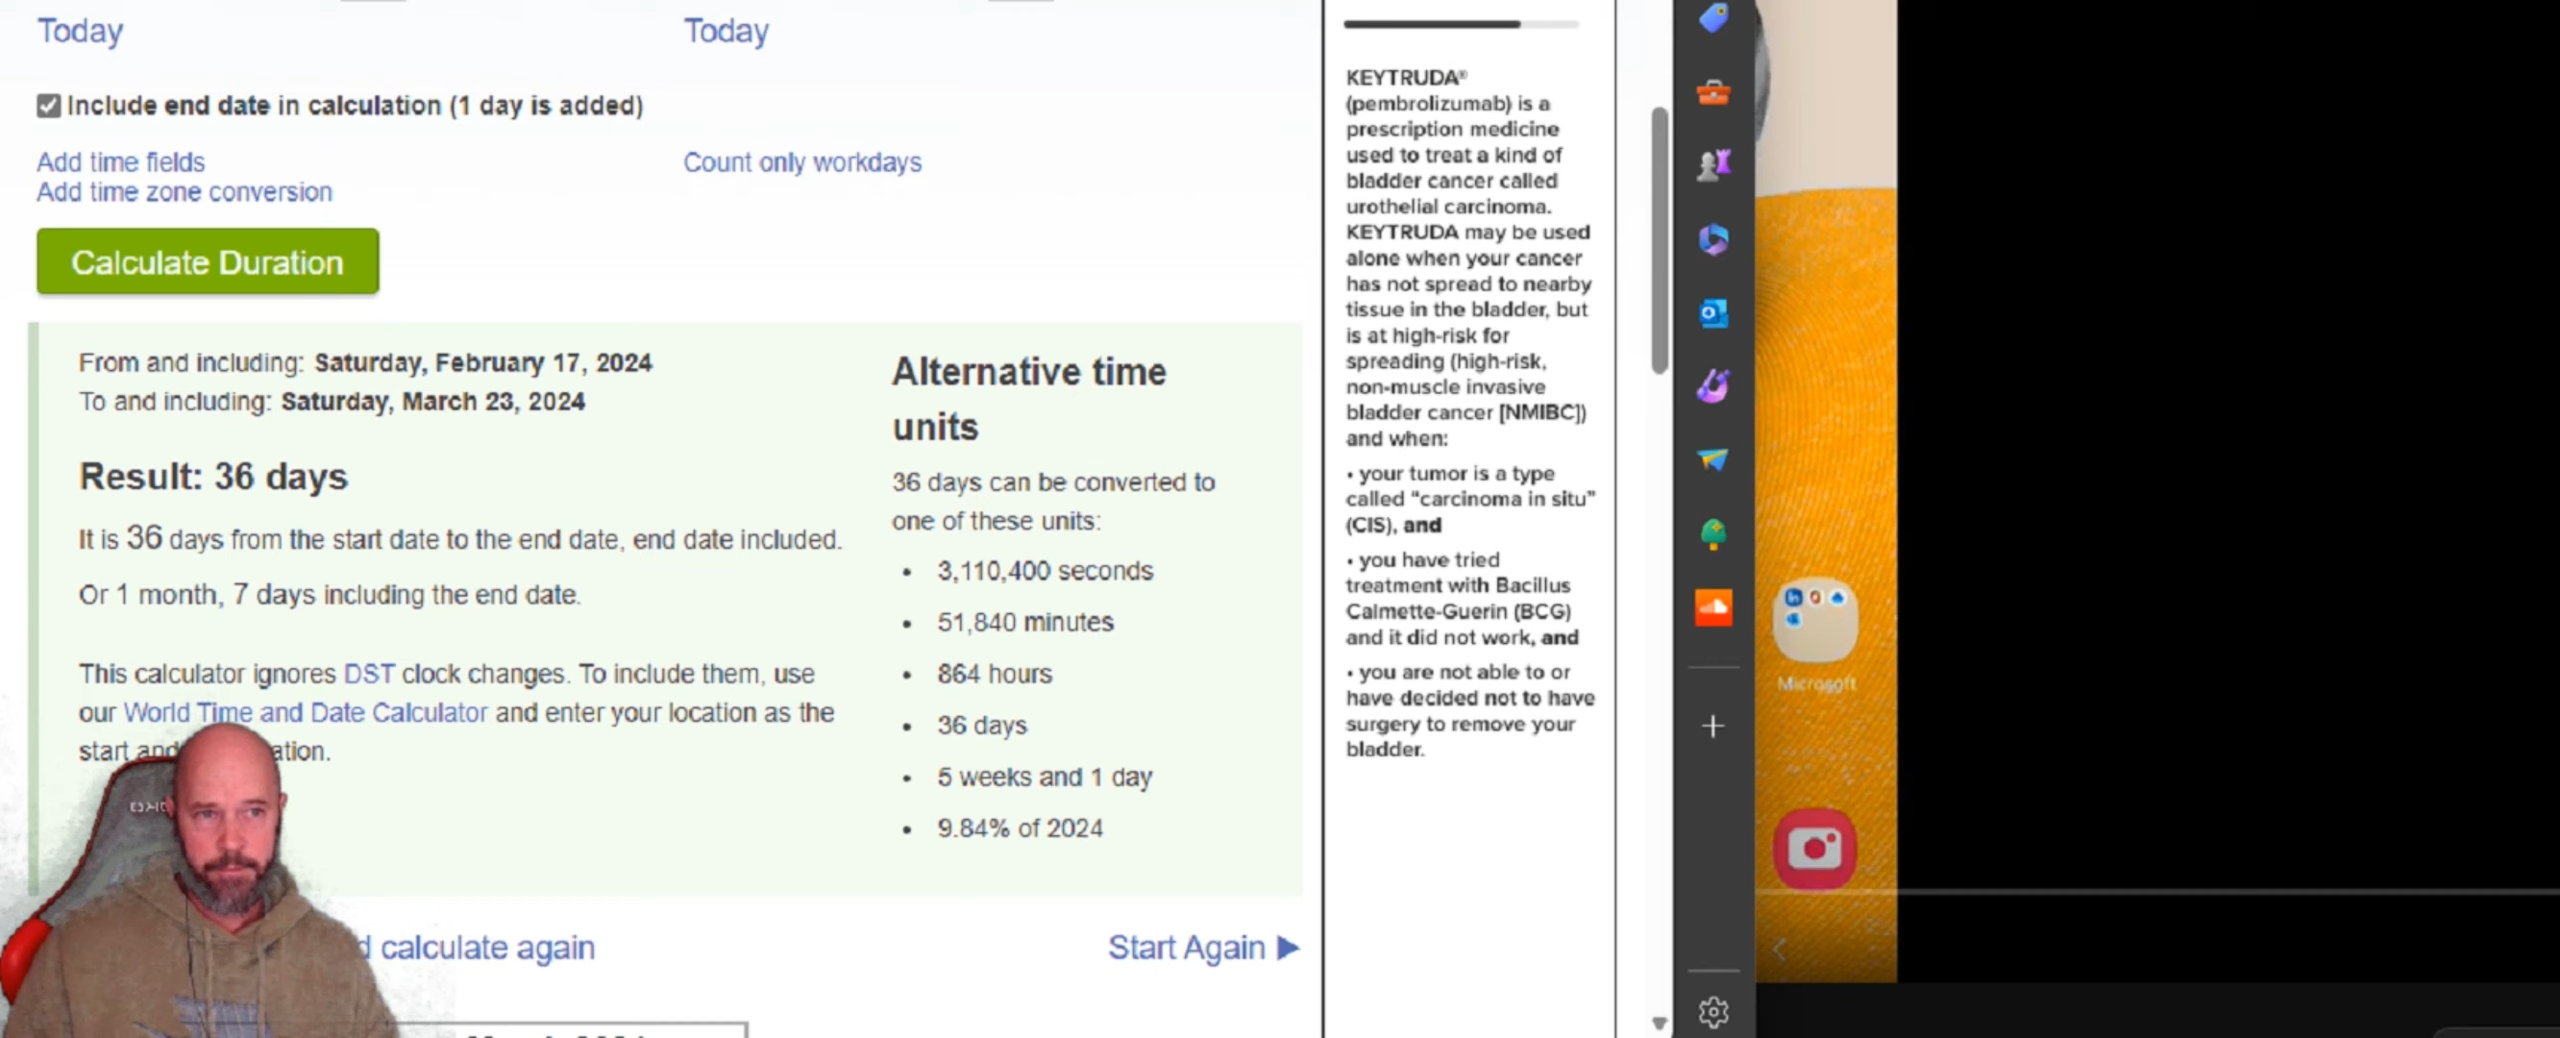 Today
Today
Include end date in calculation (1 day is added)
Add time fields
Count only workdays
Add time zone conversion
Calculate Duration
From and including: Saturday, February 17, 2024
To and including: Saturday, March 23, 2024
Result: 36 days
It is 36 days from the start date to the end date, end date included.
Or 1 month, 7 days including the end date.
This calculator ignores DST clock changes. To include them, use
our World Time and Date Calculator and enter your location as the
start and
Alternative time
units
36 days can be converted to
one of these units:
• 3,110,400 seconds
• 51,840 minutes
• 864 hours
• 36 days
• 5 weeks and 1 day
• 9.84% of 2024
calculate again
Start Again ▶
KEYTRUDA®
(pembrolizumab) is a
prescription medicine
used to treat a kind of
bladder cancer called
urothelial carcinoma.
KEYTRUDA may be used
alone when your cancer
has not spread to nearby
tissue in the bladder, but
is at high-risk for
spreading (high-risk,
non-muscle invasive
bladder cancer [NMIBC])
and when:
• your tumor is a type
called “carcinoma in situ”
(CIS), and
• you have tried
treatment with Bacillus
Calmette-Guerin (BCG)
and it did not work, and
• you are not able to or
have decided not to have
surgery to remove your
bladder.
Microsoft